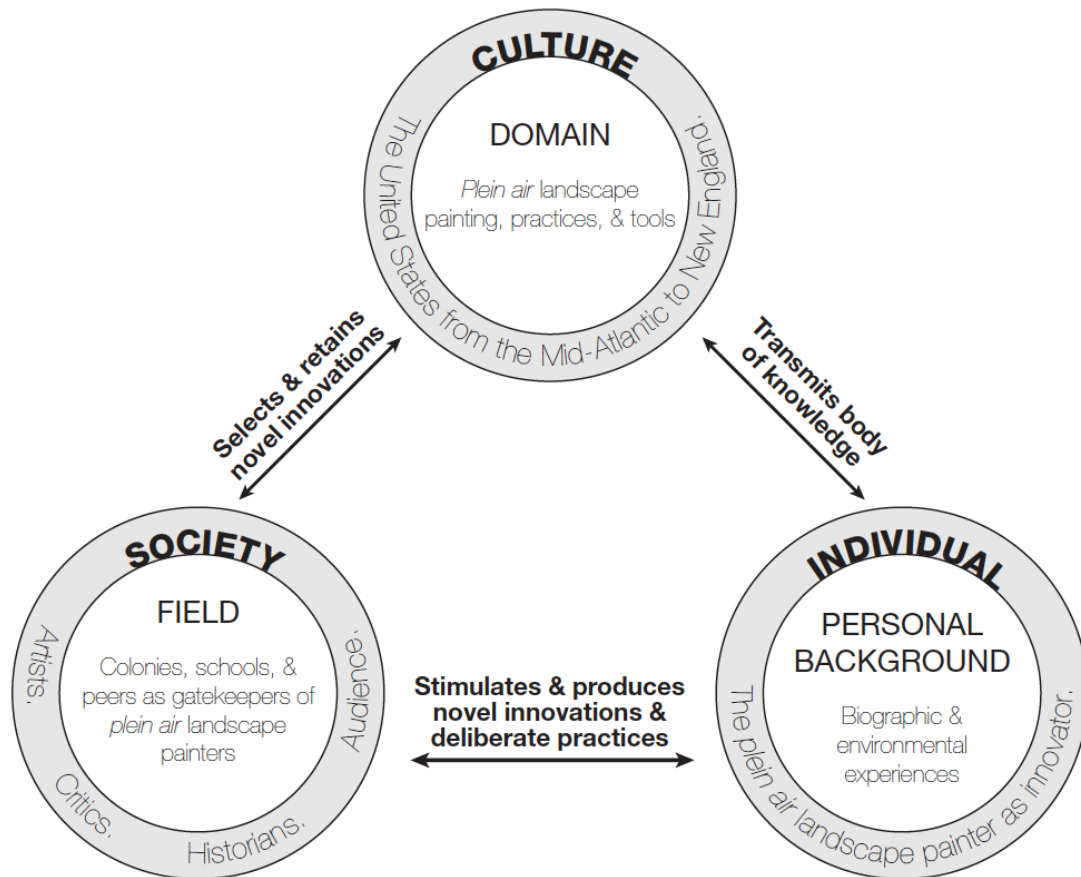 CULTURE
DOMAIN
Plein air landscape
painting, practices, & tools
The United States from the Mid-Atlantic to New England.
Selects & retains
novel innovations
Transmits body
of knowledge
SOCIETY
FIELD
Colonies, schools, &
peers as gatekeepers of
plein air landscape
painters
Artists.
Critics.
Historians.
Audience.
Stimulates & produces
novel innovations &
deliberate practices
INDIVIDUAL
PERSONAL
BACKGROUND
Biographic &
environmental
experiences
The plein air landscape painter as innovator.